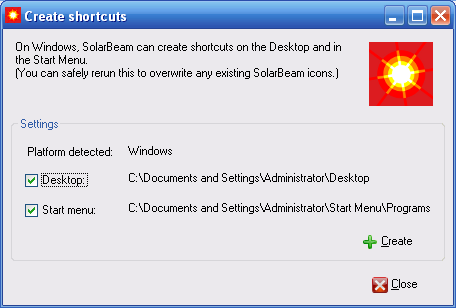 Create shortcuts
On Windows, SolarBeam can create shortcuts on the Desktop and in
the Start Menu.
(You can safely rerun this to overwrite any existing SolarBeam icons.)
Settings
Platform detected: Windows
Desktop: C:\Documents and Settings\Administrator\Desktop
Start menu: C:\Documents and Settings\Administrator\Start Menu\Programs
Create
Close